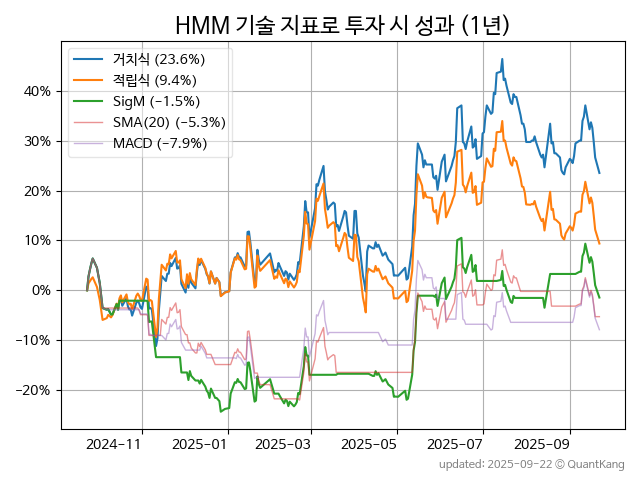 HMM 기술 지표로 투자 시 성과 (1년)
거치식 (23.6%)
적립식 (9.4%)
SigM (−1.5%)
SMA(20) (−5.3%)
MACD (−7.9%)
40%
30%
20%
10%
0%
−10%
−20%
2024-11
2025-01
2025-03
2025-05
2025-07
2025-09
updated: 2025-09-22 © QuantKang